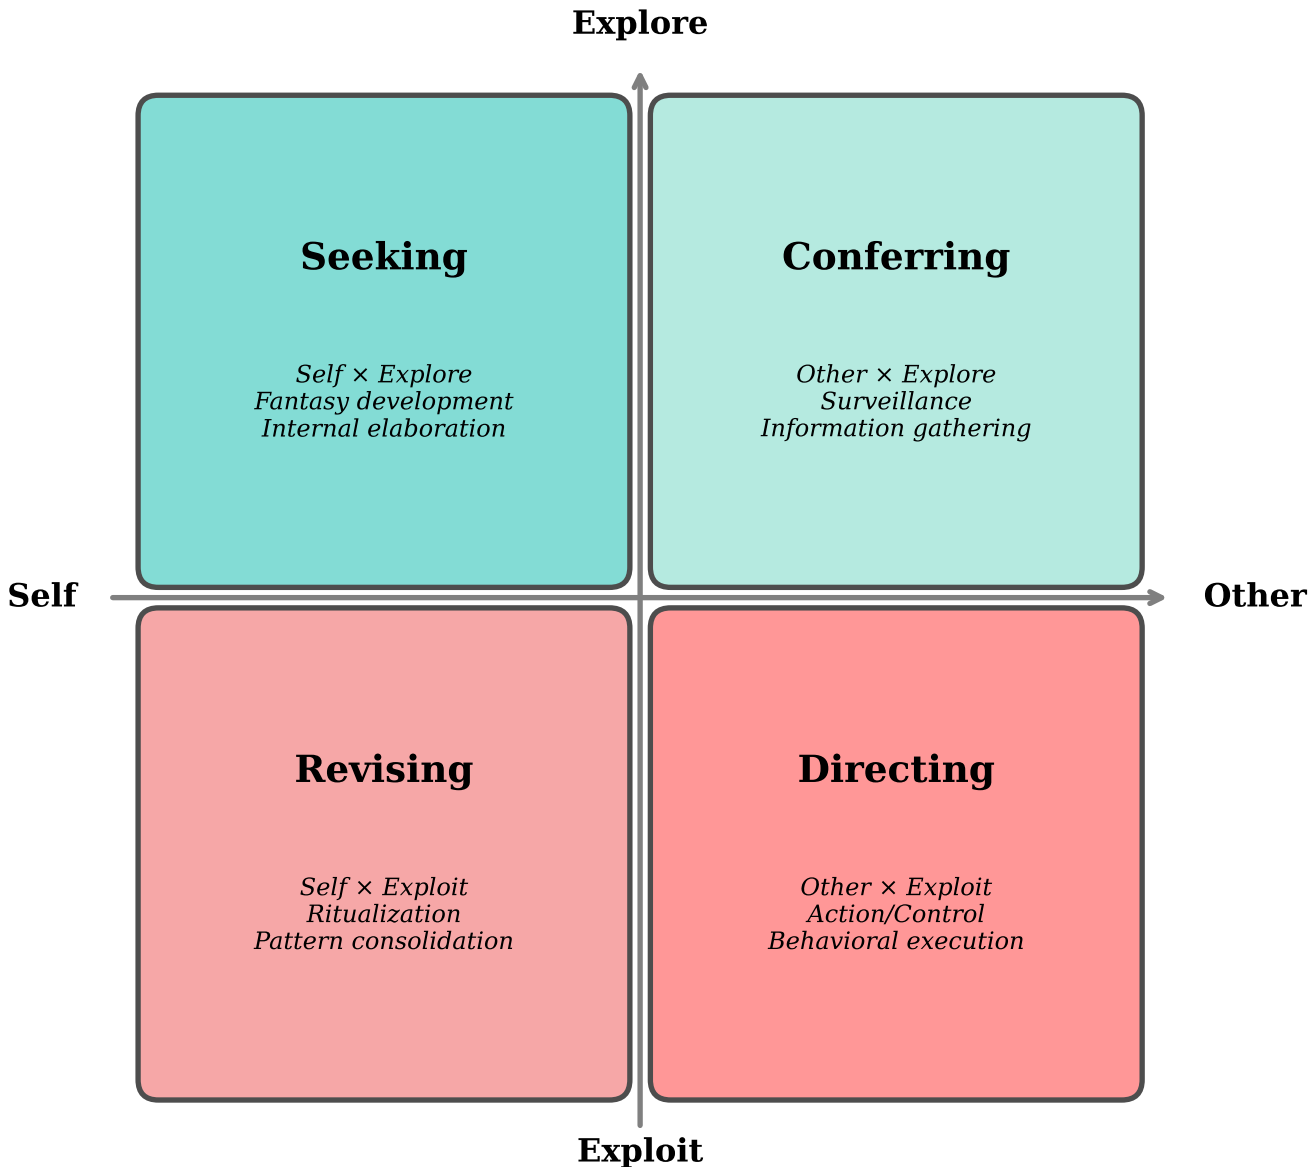 Explore
Seeking
Self × Explore
Fantasy development
Internal elaboration
Conferring
Other × Explore
Surveillance
Information gathering
Self
Other
Revising
Self × Exploit
Ritualization
Pattern consolidation
Directing
Other × Exploit
Action/Control
Behavioral execution
Exploit